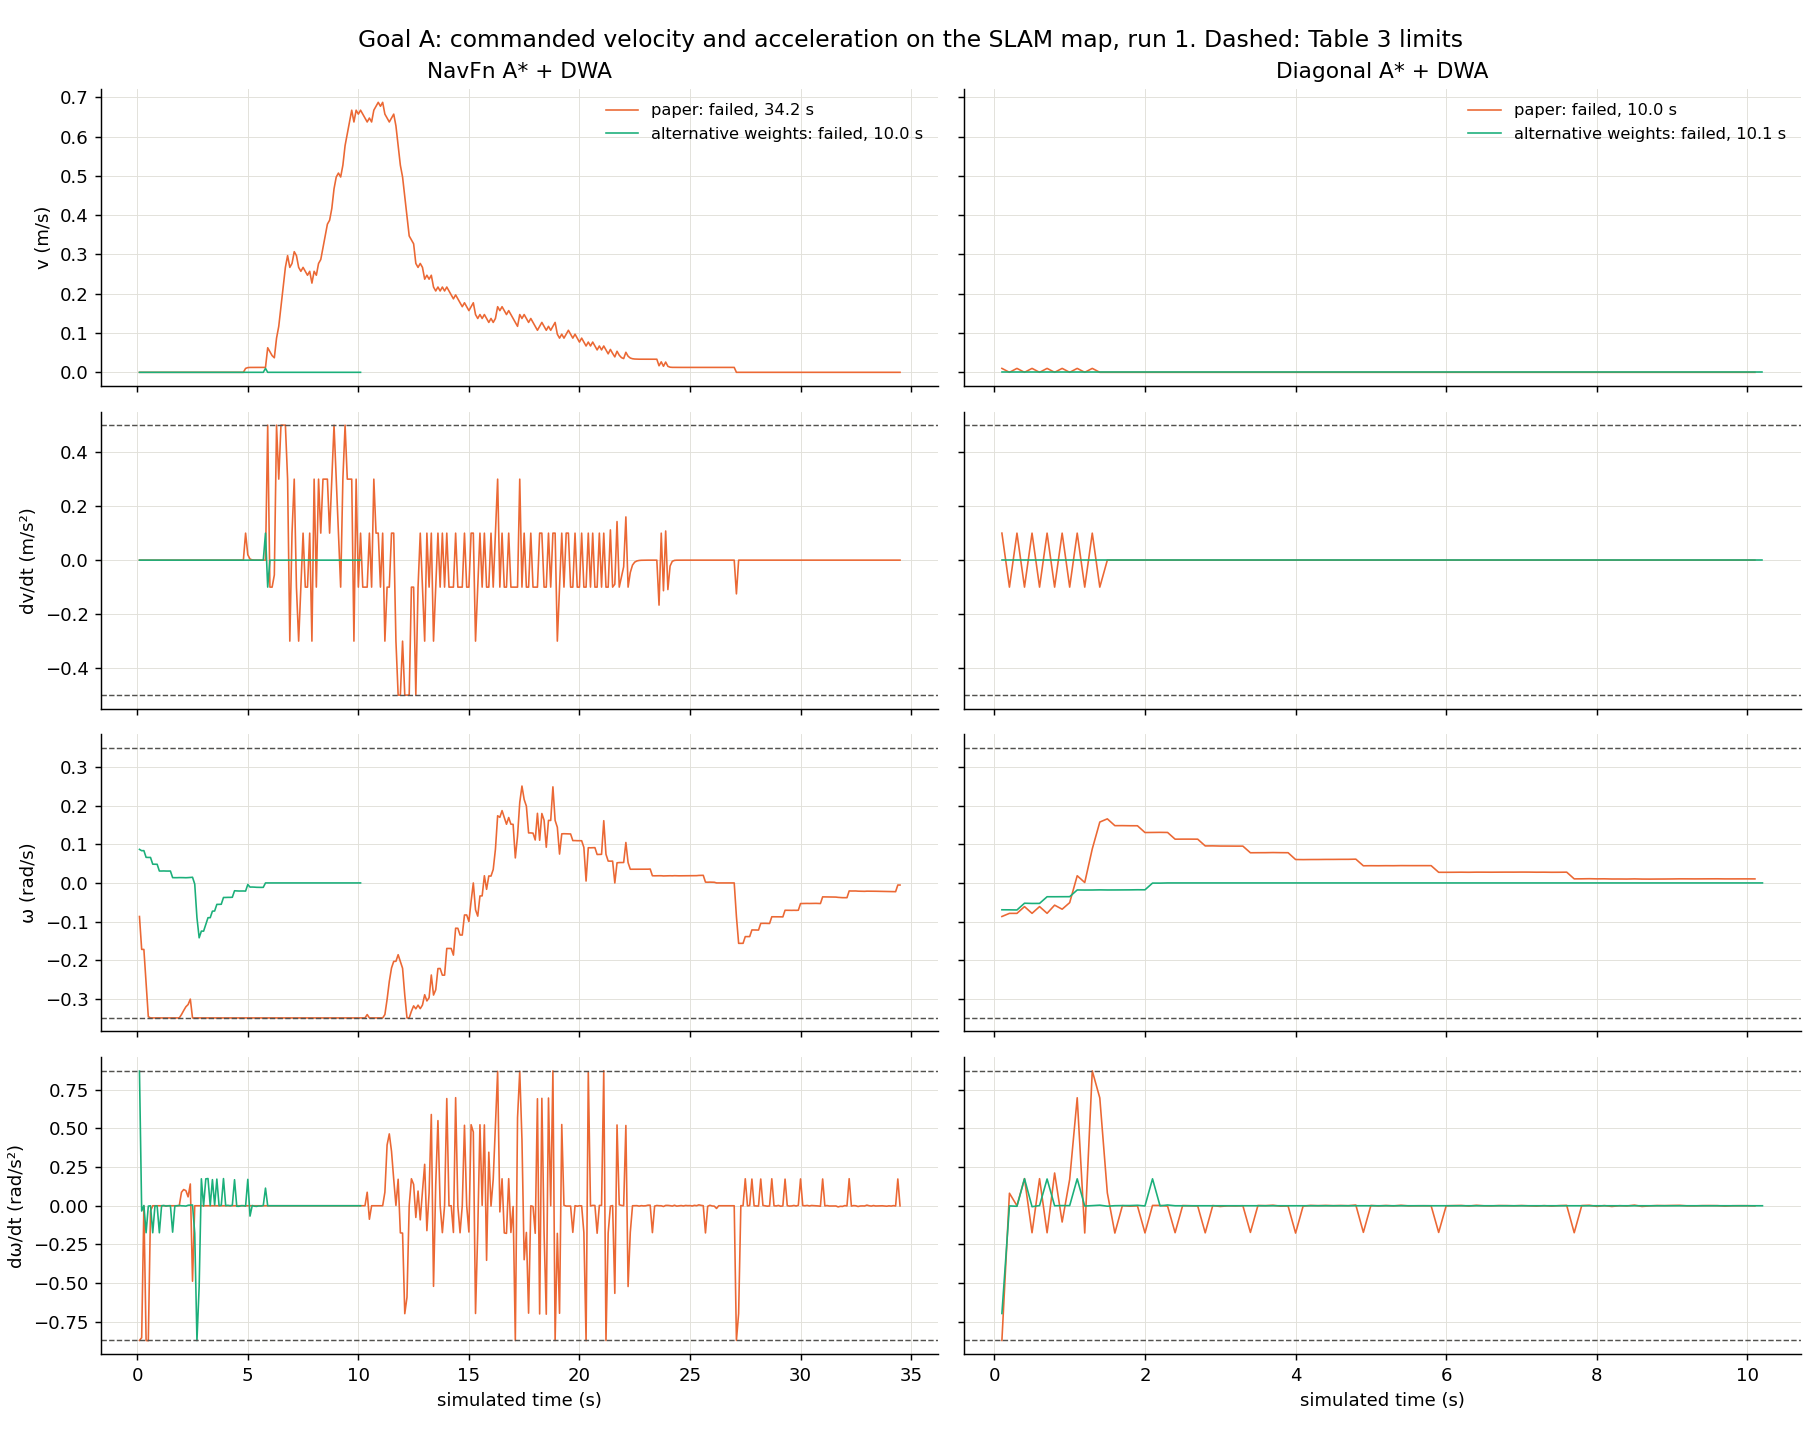 Goal A: commanded velocity and acceleration on the SLAM map, run 1. Dashed: Table 3 limits
NavFn A* + DWA
Diagonal A* + DWA
paper: failed, 34.2 s
alternative weights: failed, 10.0 s
paper: failed, 10.0 s
alternative weights: failed, 10.1 s
v (m/s)
0.7
0.6
0.5
0.4
0.3
0.2
0.1
0.0
dv/dt (m/s²)
0.4
0.2
0.0
−0.2
−0.4
ω (rad/s)
0.3
0.2
0.1
0.0
−0.1
−0.2
−0.3
dω/dt (rad/s²)
0.75
0.50
0.25
0.00
−0.25
−0.50
−0.75
0 5 10 15 20 25 30 35
0 2 4 6 8 10
simulated time (s)
simulated time (s)